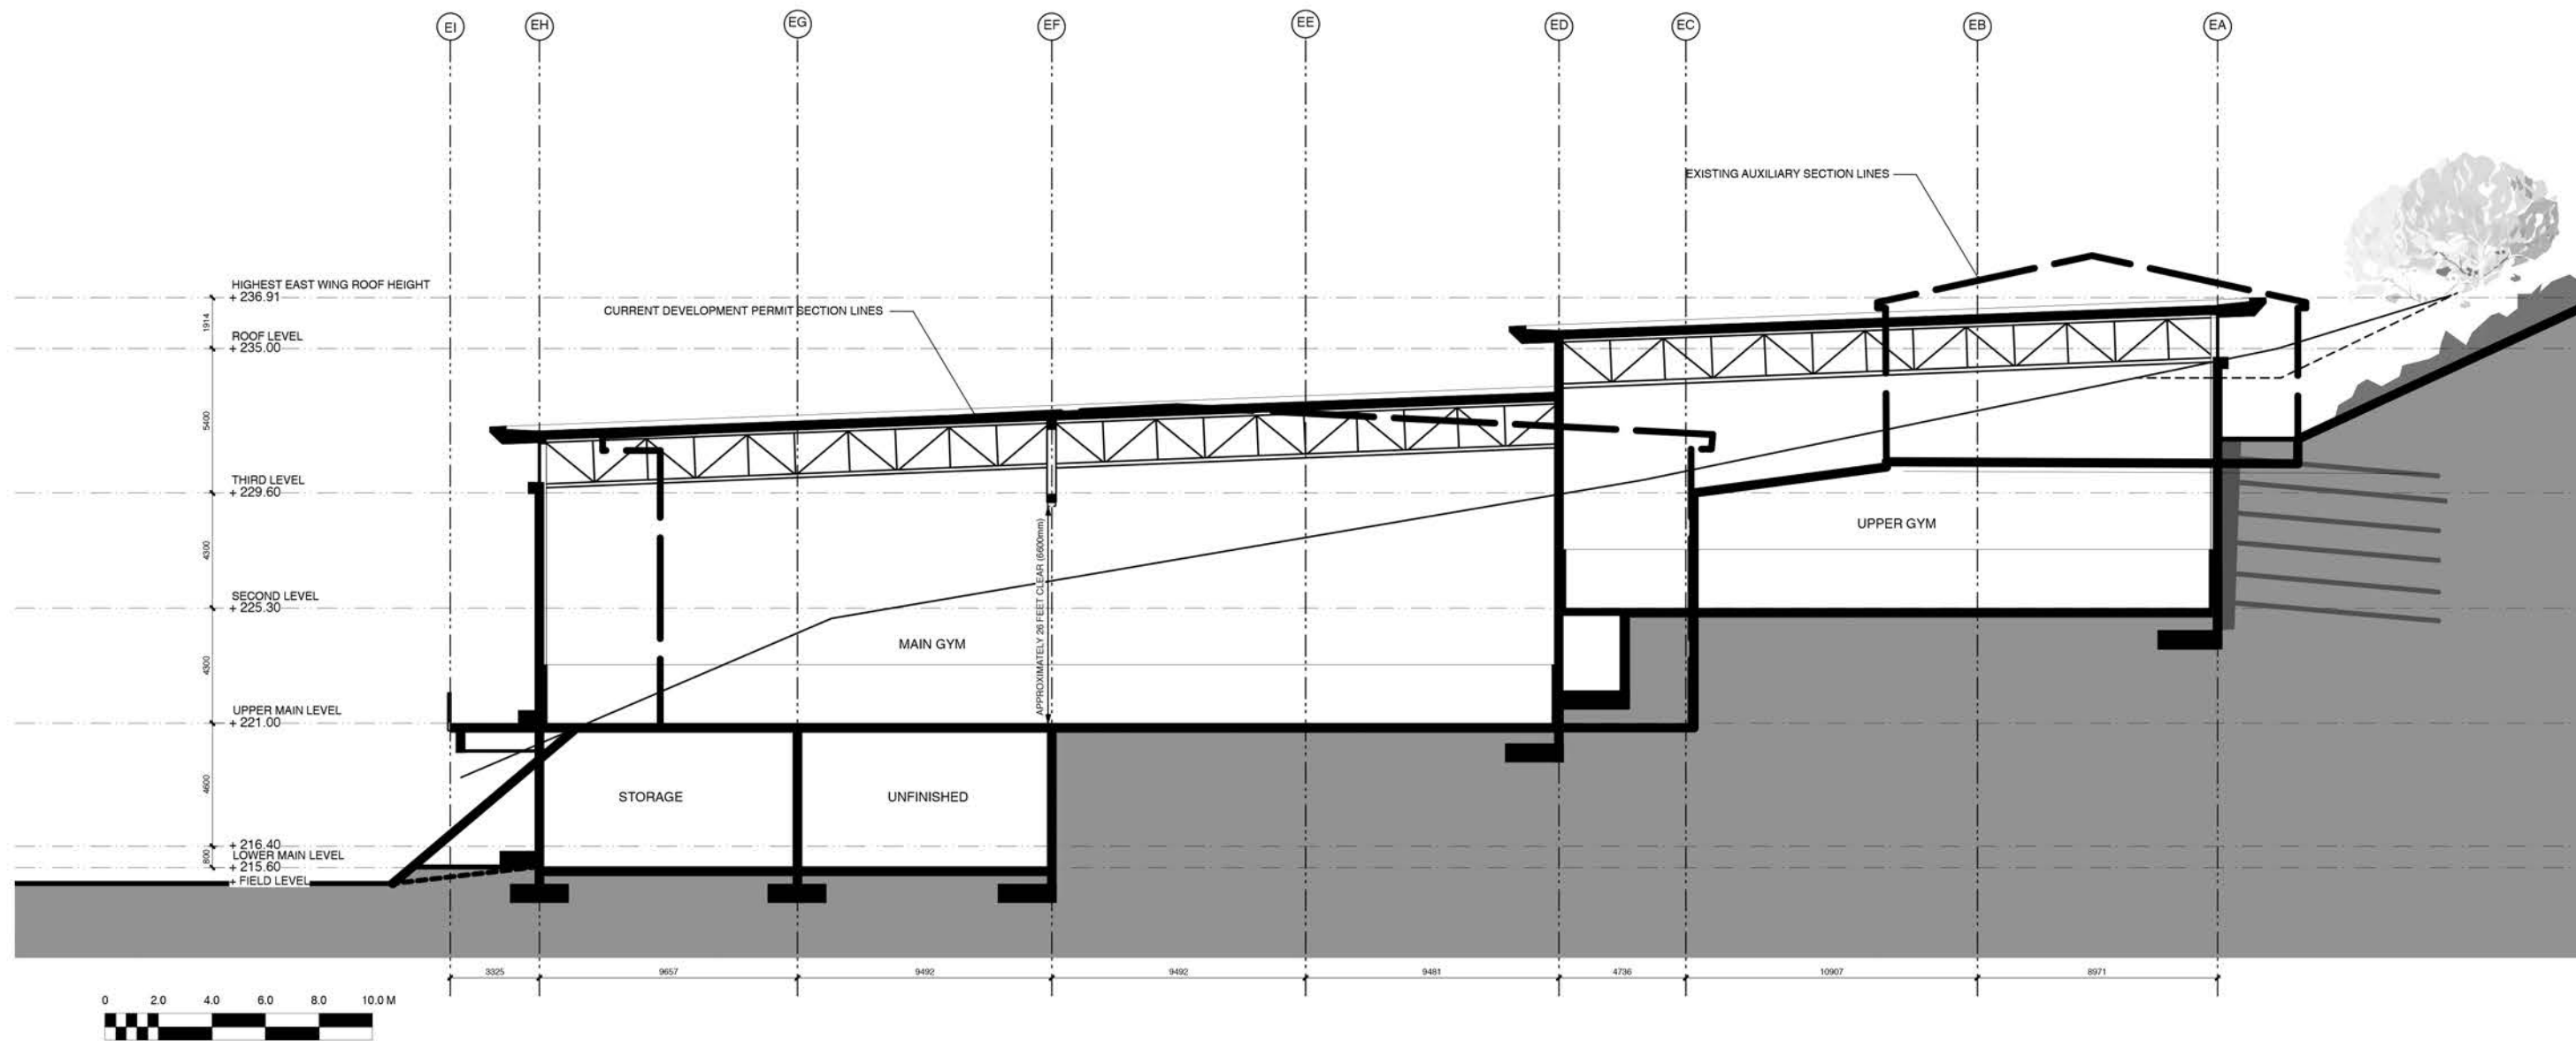 EI
EH
EG
EF
EE
ED
EC
EB
EA
EXISTING AUXILIARY SECTION LINES
HIGHEST EAST WING ROOF HEIGHT
+ 236.91
CURRENT DEVELOPMENT PERMIT SECTION LINES
1914
ROOF LEVEL
+ 235.00
5400
THIRD LEVEL
+ 229.60
UPPER GYM
4300
SECOND LEVEL
+ 225.30
APPROXIMATELY 26 FEET CLEAR (6600mm)
MAIN GYM
4300
UPPER MAIN LEVEL
+ 221.00
4600
STORAGE
UNFINISHED
+ 216.40
800
LOWER MAIN LEVEL
+ 215.60
+ FIELD LEVEL
3325
9657
9492
9492
9481
4736
10907
8971
0 2.0 4.0 6.0 8.0 10.0 M